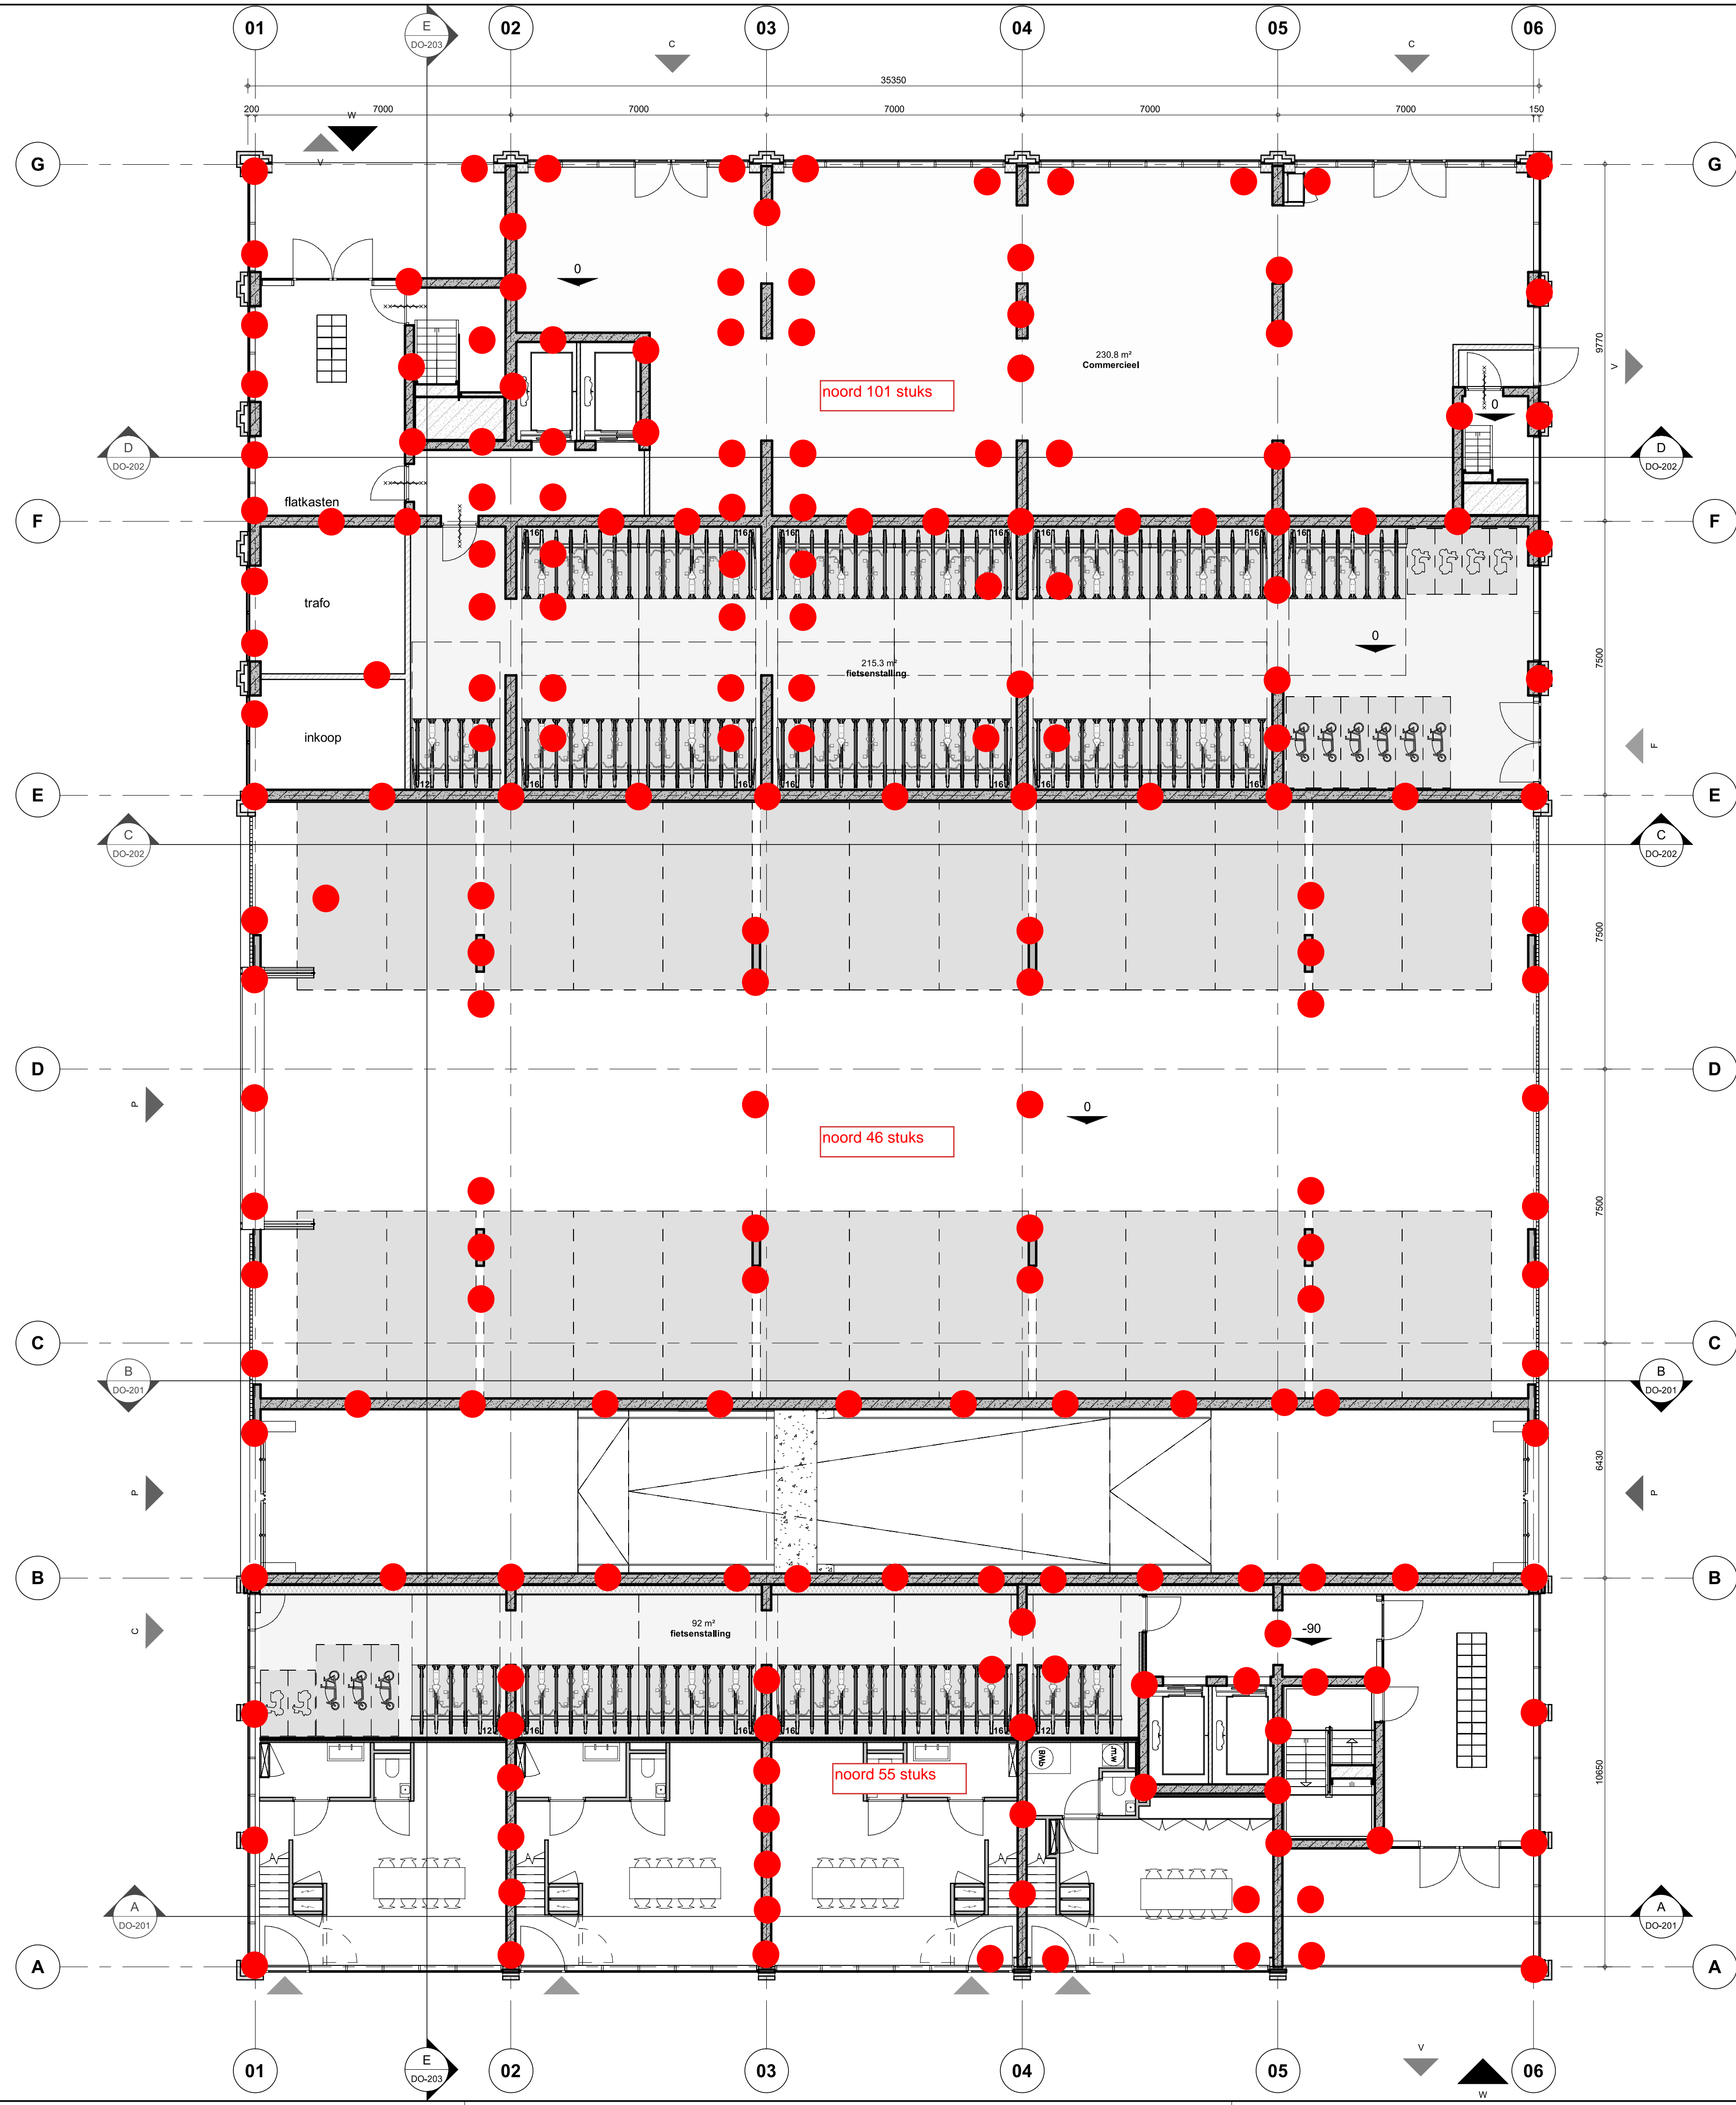 01
E
DO-203
02
03
04
05
06
C
C
35350
200
7000
7000
7000
7000
7000
150
W
V
G
G
0
9770
230.8 m²
Commercieel
V
noord 101 stuks
0
D
DO-202
D
DO-202
flatkasten
F
F
16
16
16
16
16
16
16
trafo
0
7500
215.3 m²
fietsenstalling
inkoop
F
12
16
16
16
16
16
16
E
E
C
DO-202
C
DO-202
7500
D
D
P
0
noord 46 stuks
7500
C
C
B
DO-201
B
DO-201
6430
P
P
B
B
92 m²
fietsenstalling
-90
C
12
16
16
16
16
12
BMb
m.w.
noord 55 stuks
10650
A
DO-201
A
DO-201
A
A
V
01
E
DO-203
02
03
04
05
06
W